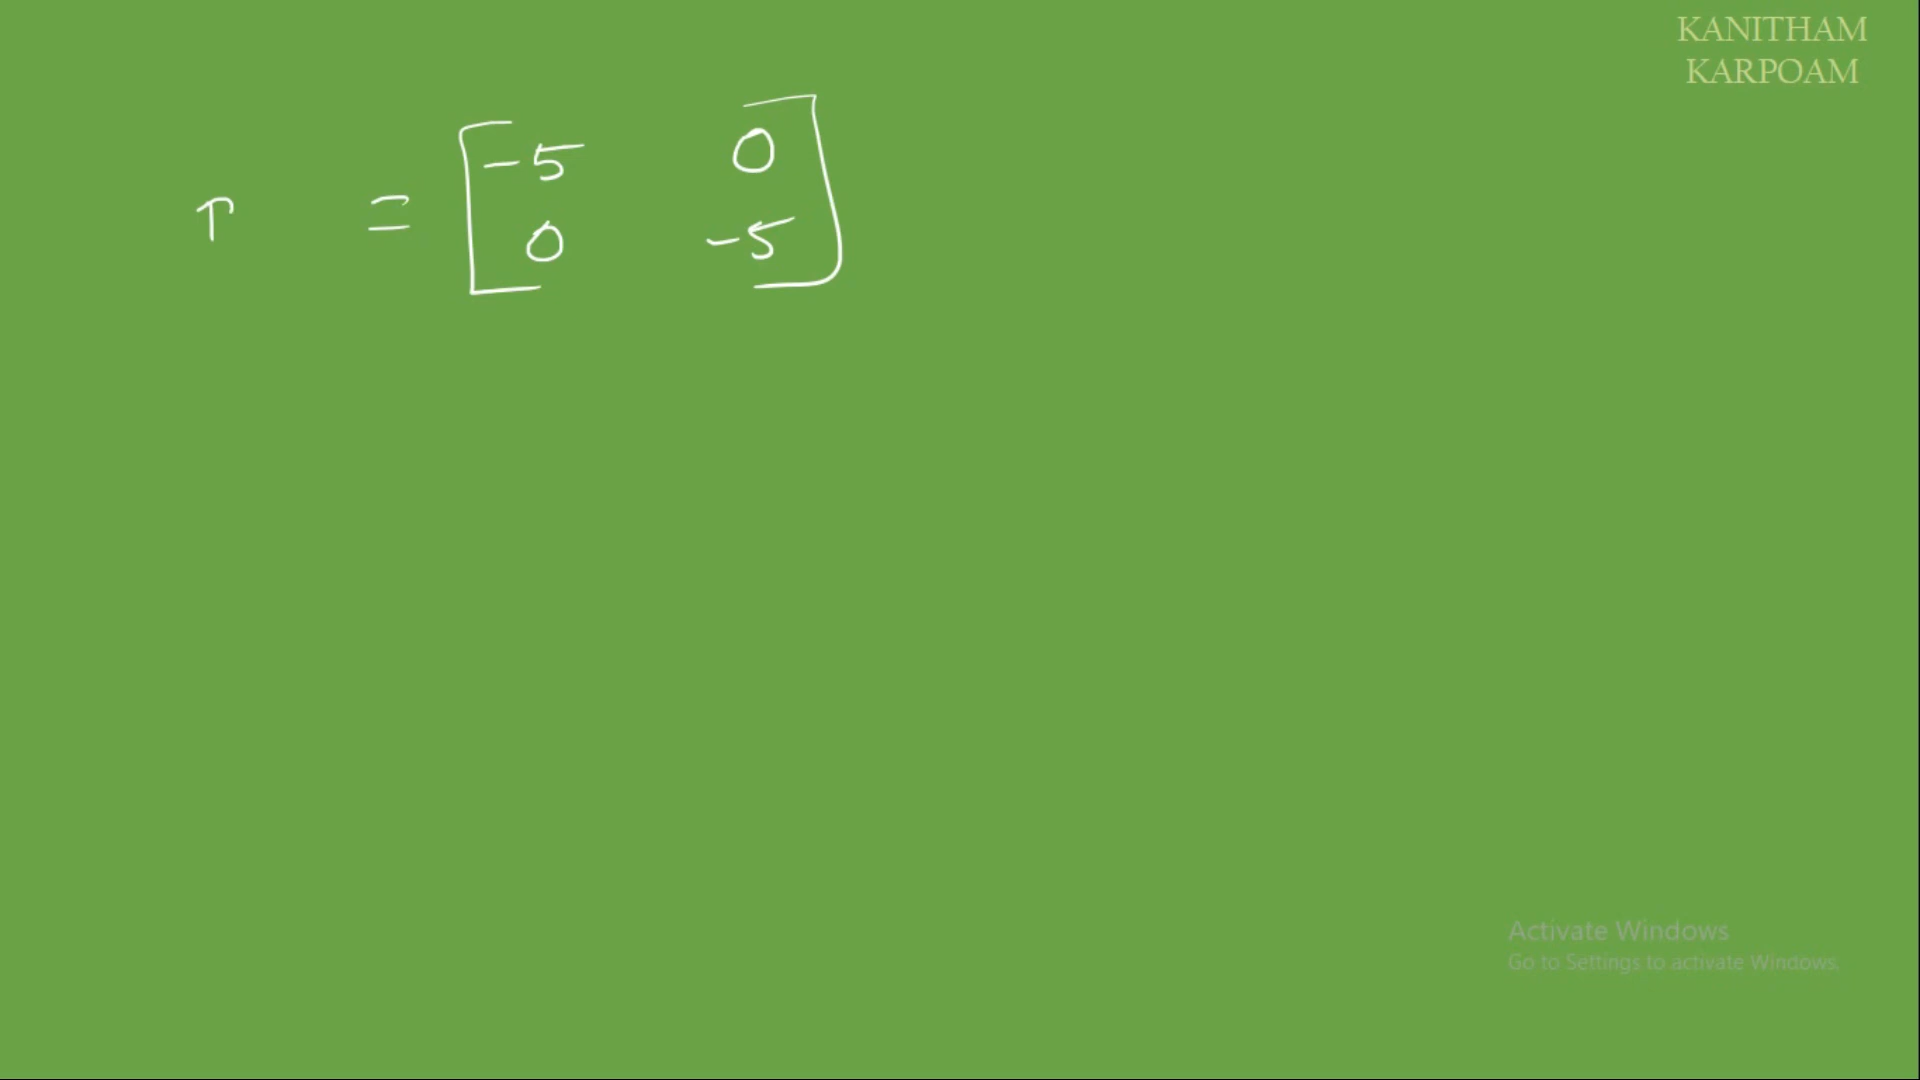 KANITHAM
KARPOAM
= [ -5 0
0 -5 ]
Activate Windows
Go to Settings to activate Windows.